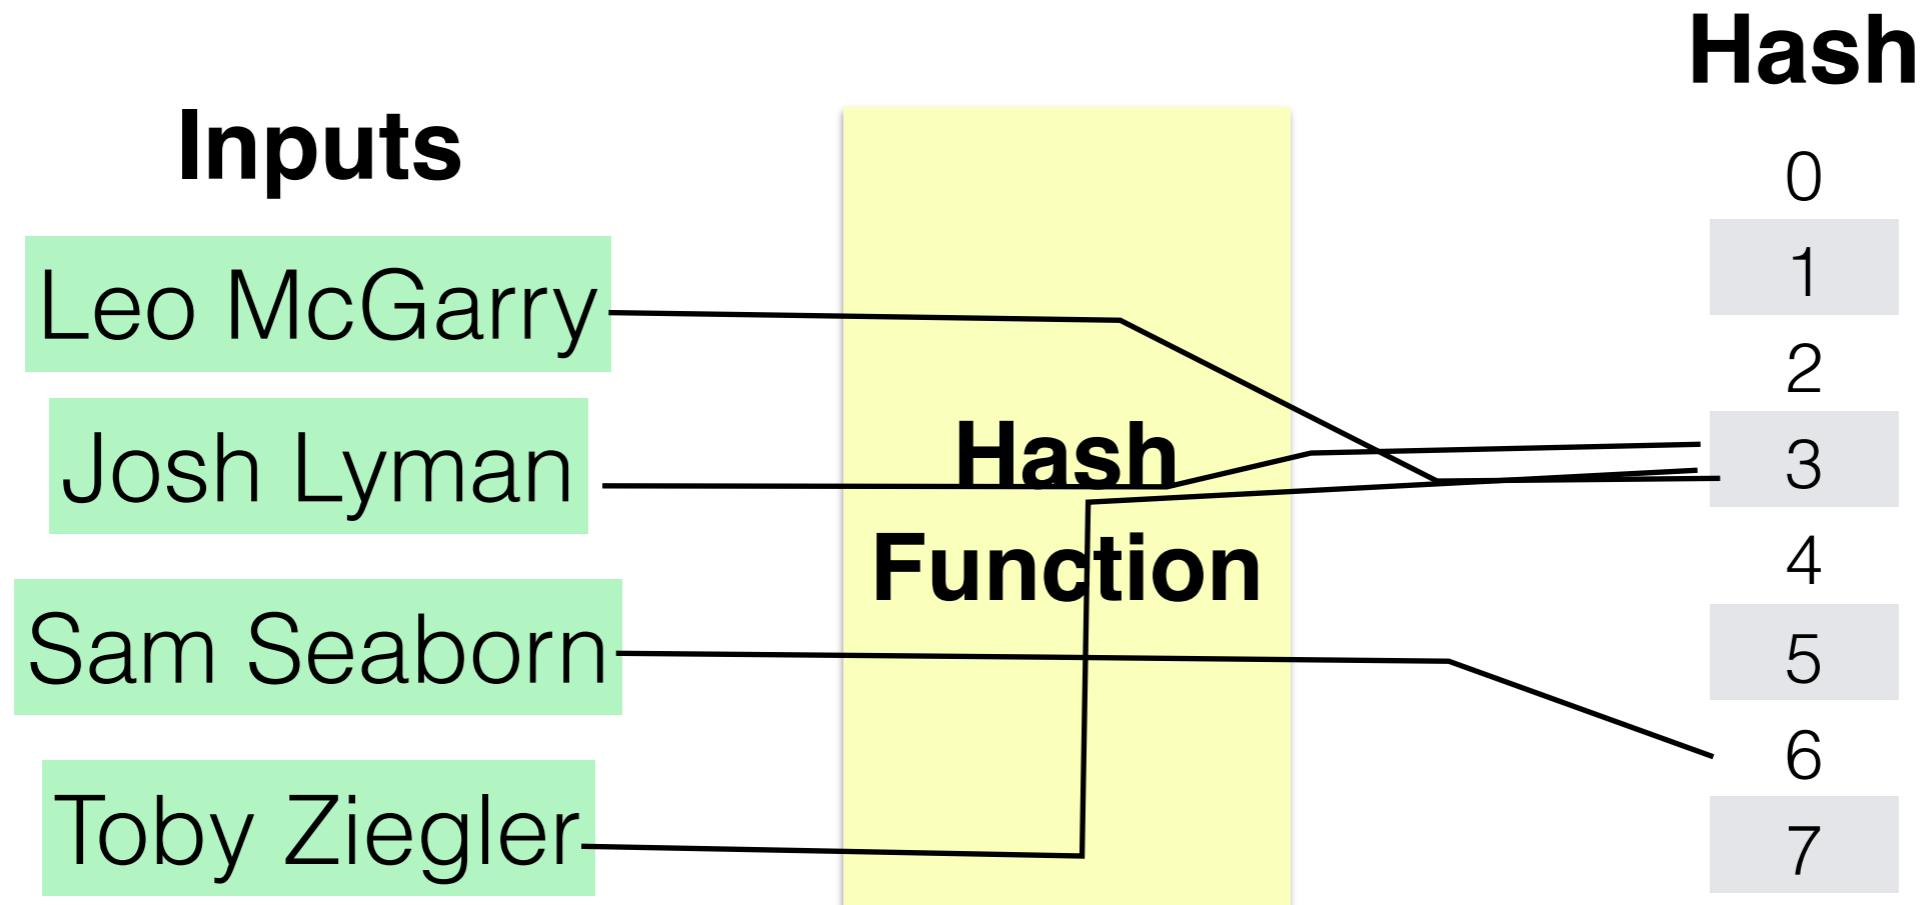 Inputs
Leo McGarry
Josh Lyman
Sam Seaborn
Toby Ziegler
Hash
Function
Hash
0
1
2
3
4
5
6
7